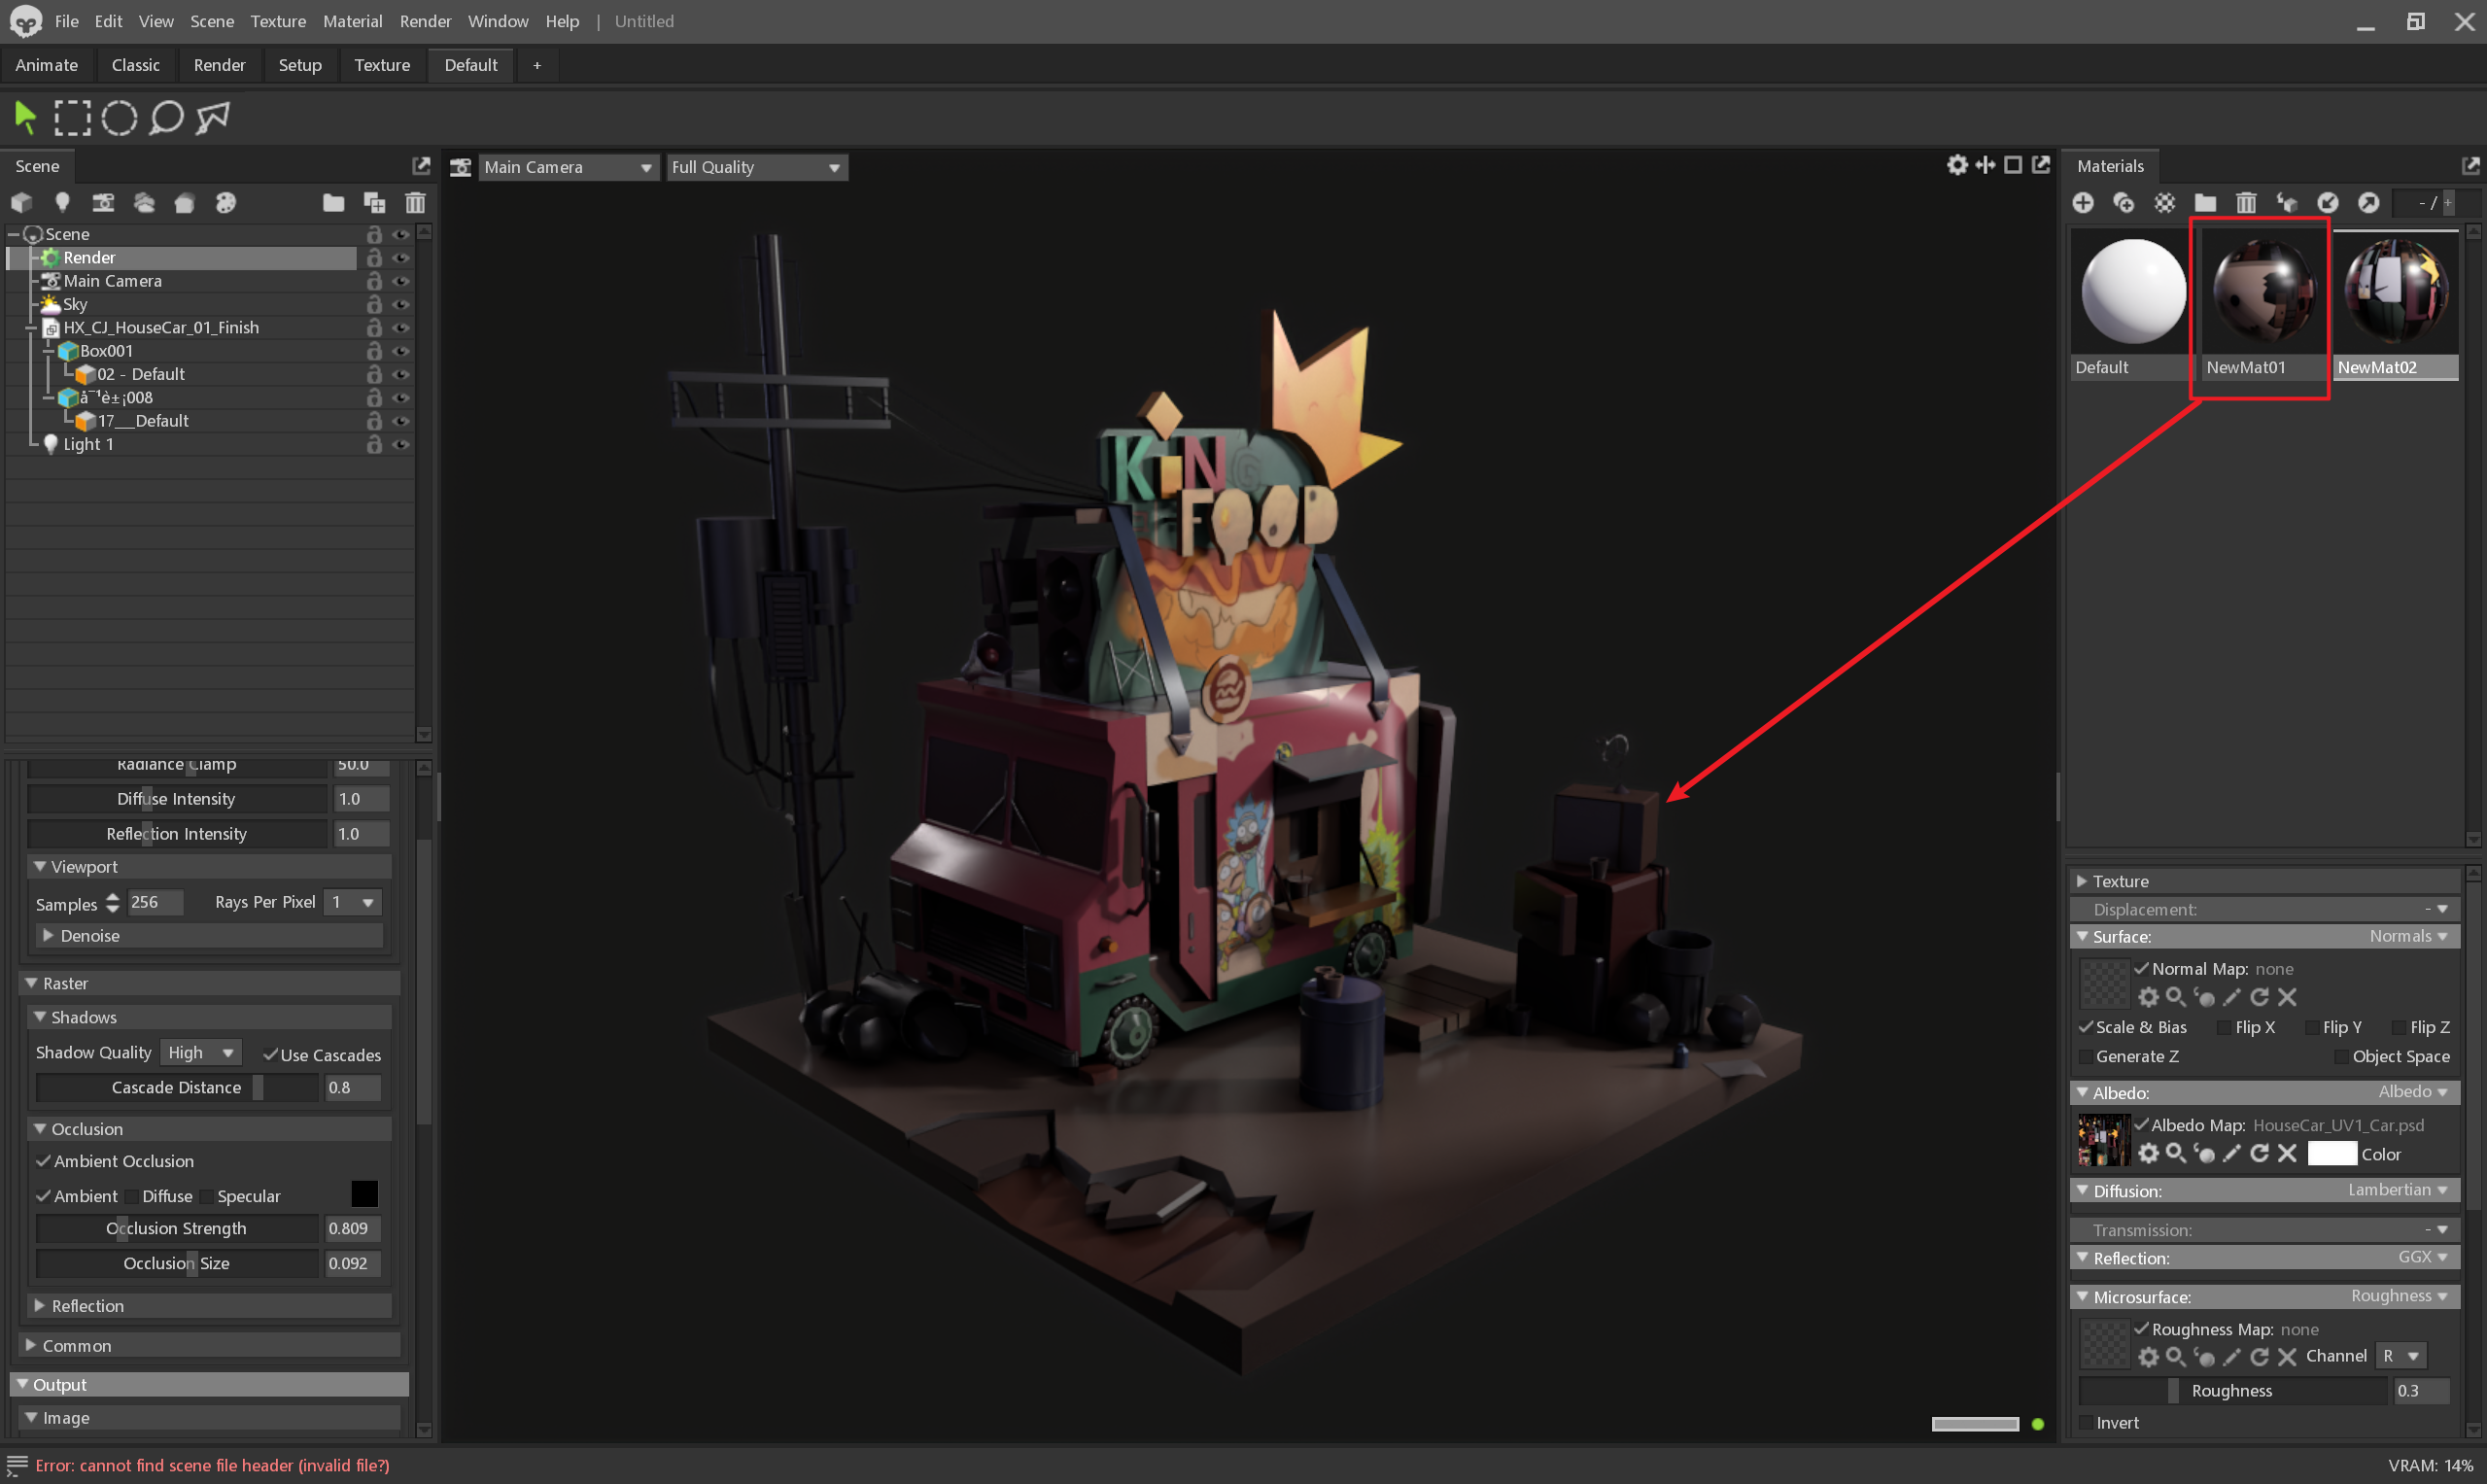 File Edit View Scene Texture Material Render Window Help | Untitled
Animate Classic Render Setup Texture Default +
Scene
Main Camera Full Quality
Materials
- / +
Scene
Render
Main Camera
Sky
HX_CJ_HouseCar_01_Finish
Box001
02 - Default
å¯¹è±¡008
17___Default
Light 1
Default NewMat01 NewMat02
KiNG
FOOD
Radiance Clamp 50.0
Diffuse Intensity 1.0
Reflection Intensity 1.0
Viewport
Samples 256 Rays Per Pixel 1
Denoise
Raster
Shadows
Shadow Quality High Use Cascades
Cascade Distance 0.8
Occlusion
Ambient Occlusion
Ambient Diffuse Specular
Occlusion Strength 0.809
Occlusion Size 0.092
Reflection
Common
Output
Image
Texture
Displacement: -
Surface: Normals
Normal Map: none
Scale & Bias Flip X Flip Y Flip Z
Generate Z Object Space
Albedo: Albedo
Albedo Map: HouseCar_UV1_Car.psd
Color
Diffusion: Lambertian
Transmission: -
Reflection: GGX
Microsurface: Roughness
Roughness Map: none
Channel R
Roughness 0.3
Invert
Error: cannot find scene file header (invalid file?)
VRAM: 14%